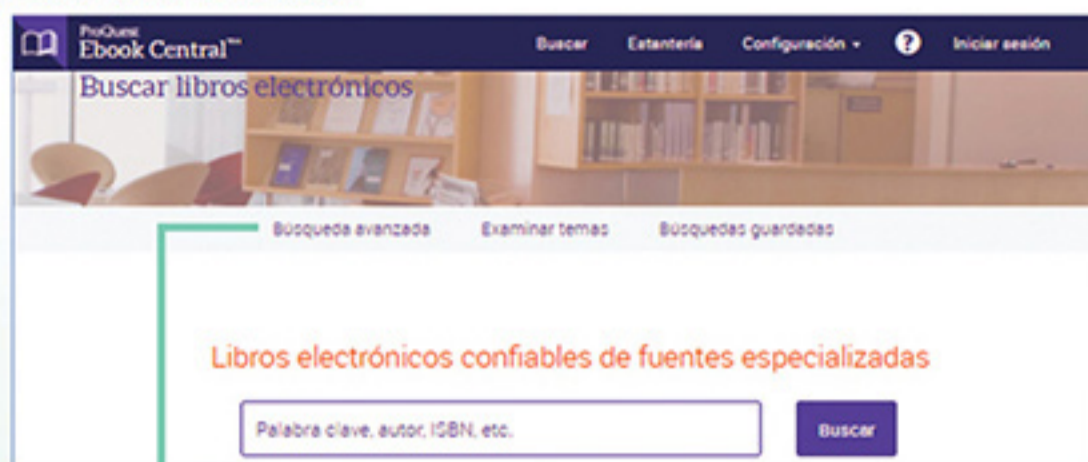 ProQuest
Ebook Central™
Buscar
Estantería
Configuración
?
Iniciar sesión
Buscar libros electrónicos
Búsqueda avanzada
Examinar temas
Búsquedas guardadas
Libros electrónicos confiables de fuentes especializadas
Palabra clave, autor, ISBN, etc.
Buscar